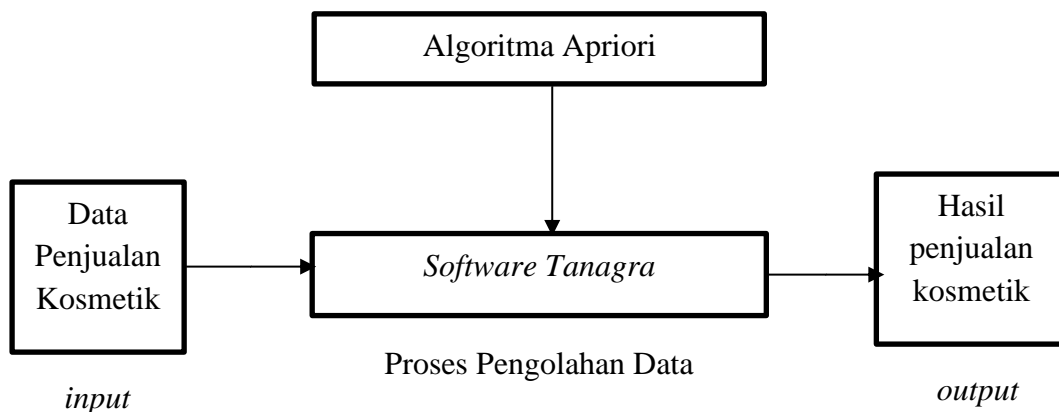 Algoritma Apriori
Data
Penjualan
Kosmetik
Software Tanagra
Hasil
penjualan
kosmetik
Proses Pengolahan Data
input
output